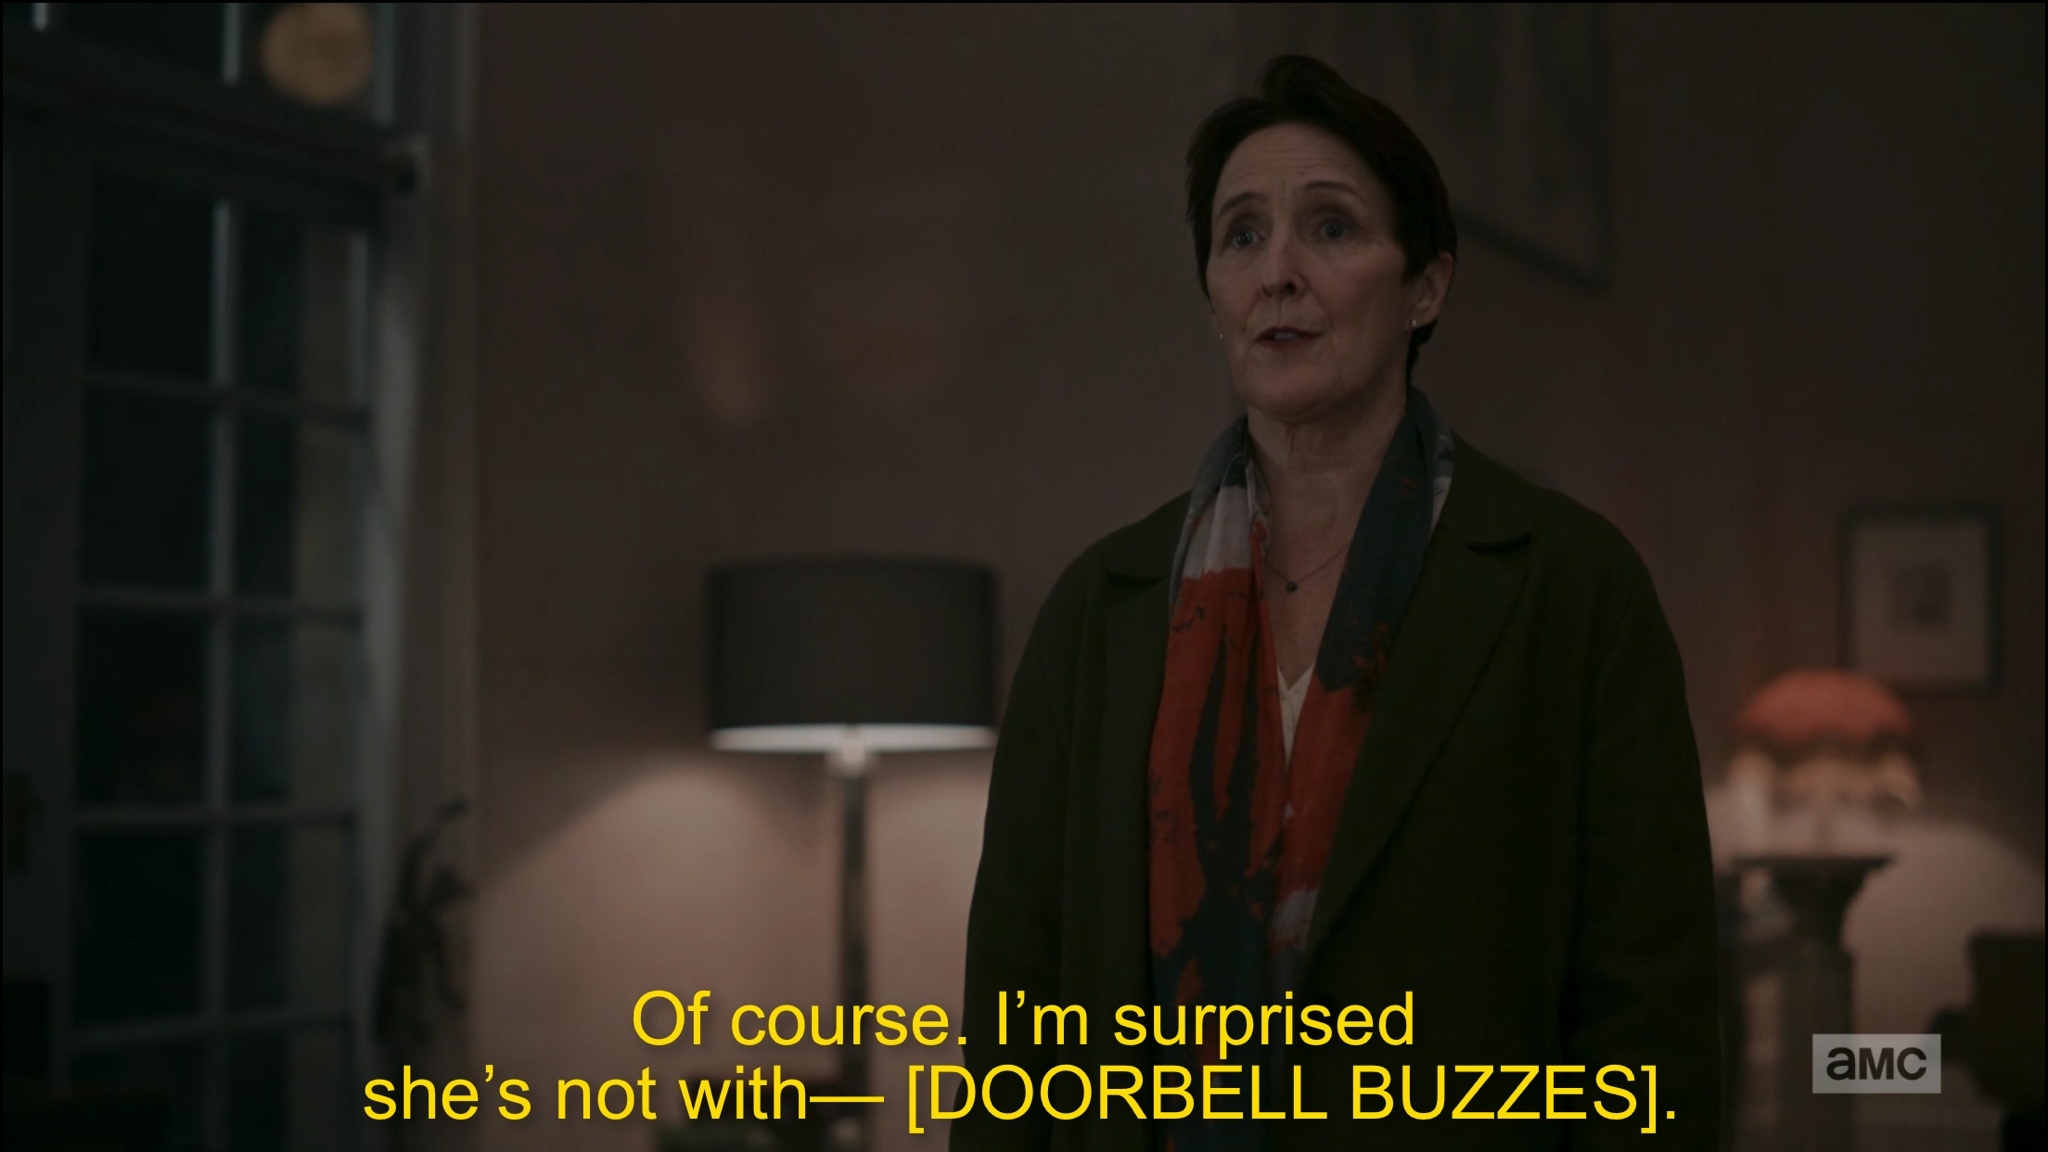 Of course. I’m surprised
she’s not with— [DOORBELL BUZZES].
aMC